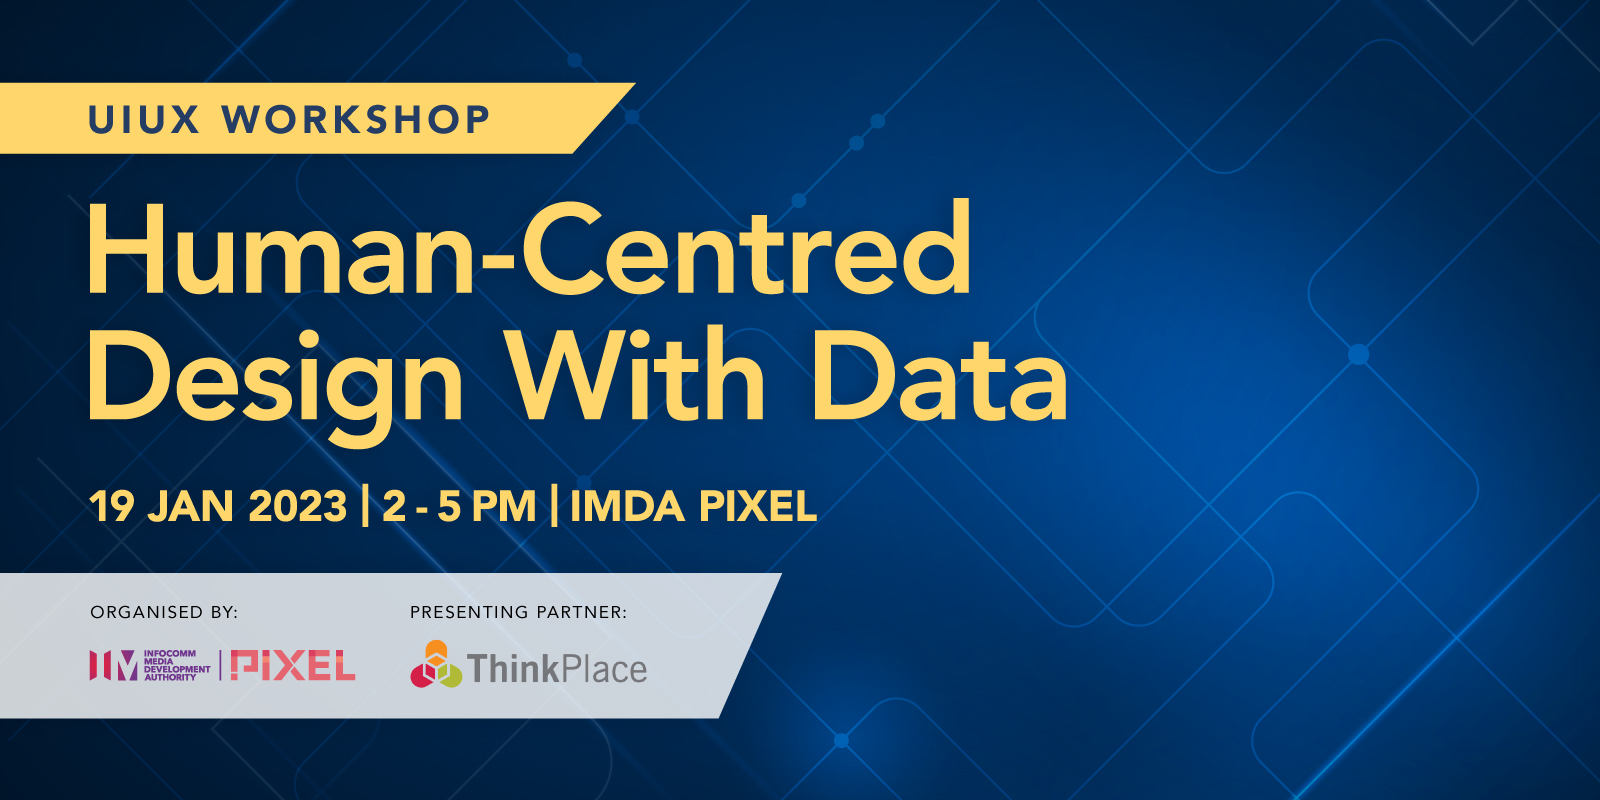 UIUX WORKSHOP
Human-Centred
Design With Data
19 JAN 2023 | 2 - 5 PM | IMDA PIXEL
ORGANISED BY:
PRESENTING PARTNER:
IM
INFOCOMM
MEDIA
DEVELOPMENT
AUTHORITY
PIXEL
ThinkPlace